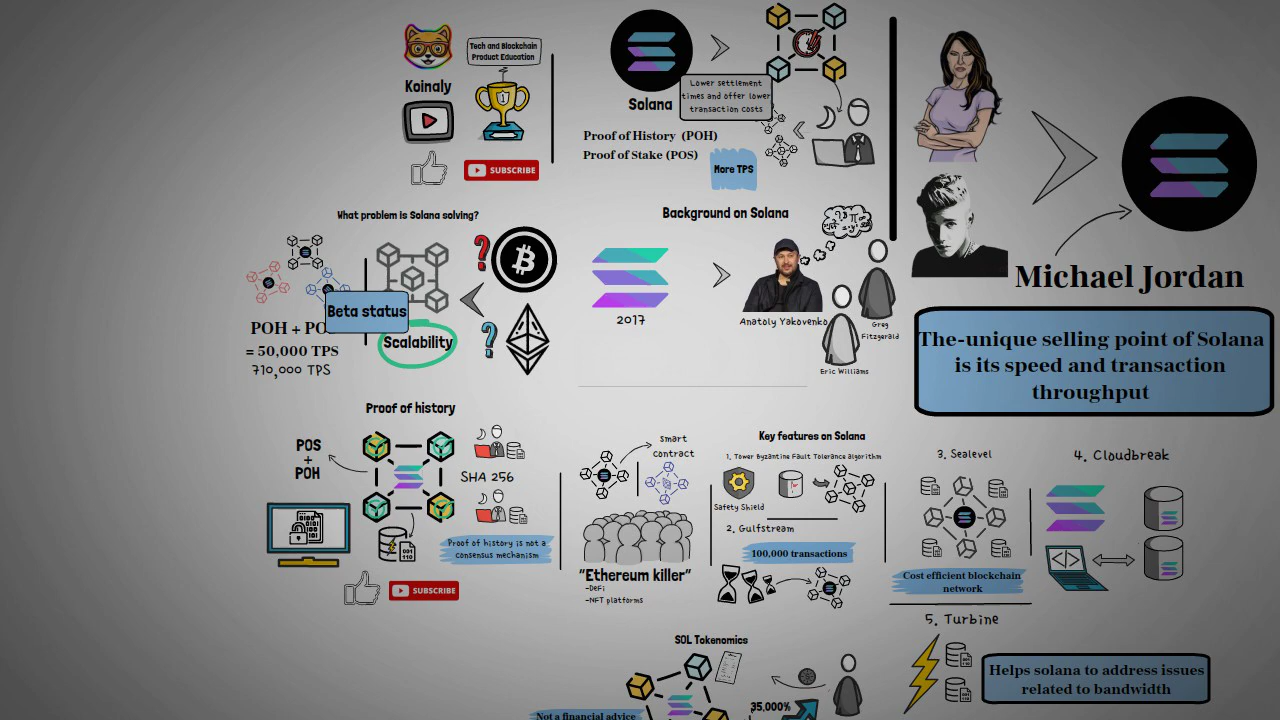 Koinaly
Tech and Blockchain
Product Education
SUBSCRIBE
Solana
Lower settlement
times and offer lower
transaction costs
Proof of History (POH)
Proof of Stake (POS)
More TPS
What problem is Solana solving?
POH + PO
= 50,000 TPS
710,000 TPS
Beta status
Scalability
Background on Solana
2017
Anatoly Yakovenko
Greg
Fitzgerald
Eric Williams
Michael Jordan
The-unique selling point of Solana
is its speed and transaction
throughput
Proof of history
POS
+
POH
SHA 256
Proof of history is not a
consensus mechanism
SUBSCRIBE
smart
contract
"Ethereum killer"
-DeFi
-NFT platforms
Key features on Solana
1. Tower Byzantine Fault Tolerance algorithm
Safety Shield
2. Gulfstream
100,000 transactions
3. Sealevel
Cost efficient blockchain
network
4. Cloudbreak
5. Turbine
Helps solana to address issues
related to bandwidth
SOL Tokenomics
35,000%
Not a financial advice